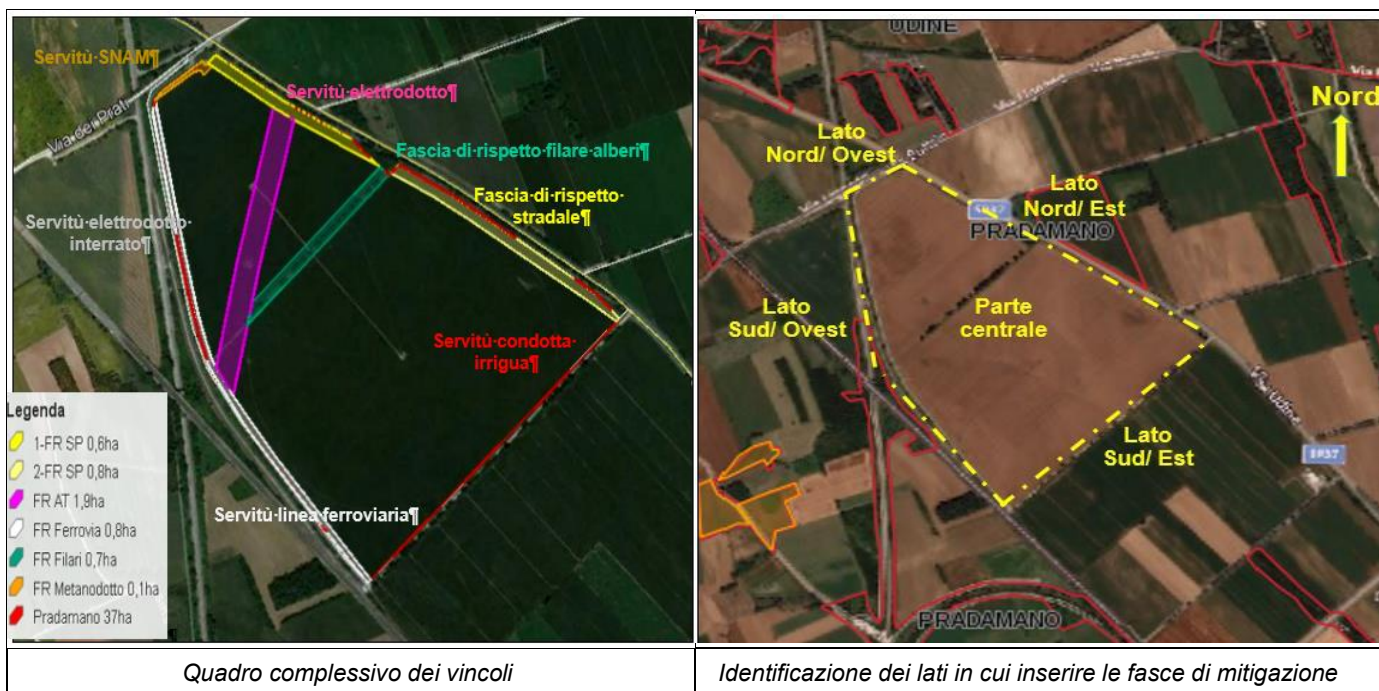 Servitù·SNAM¶
Via dei Prati
Servitù·elettrodotto¶
Fascia·di·rispetto·filare·alberi¶
Fascia·di·rispetto·
stradale¶
Servitù·elettrodotto·
interrato¶
Servitù·condotta·
irrigua¶
Servitù·linea·ferroviaria¶
Legenda
1-FR SP 0,6ha
2-FR SP 0,8ha
FR AT 1,9ha
FR Ferrovia 0,8ha
FR Filari 0,7ha
FR Metanodotto 0,1ha
Pradamano 37ha
Quadro complessivo dei vincoli
UDINE
Nord
Lato
Nord/ Ovest
Lato
Nord/ Est
SR37
PRADAMANO
Lato
Sud/ Ovest
Parte
centrale
Lato
Sud/ Est
Via Udine
PRADAMANO
Identificazione dei lati in cui inserire le fasce di mitigazione